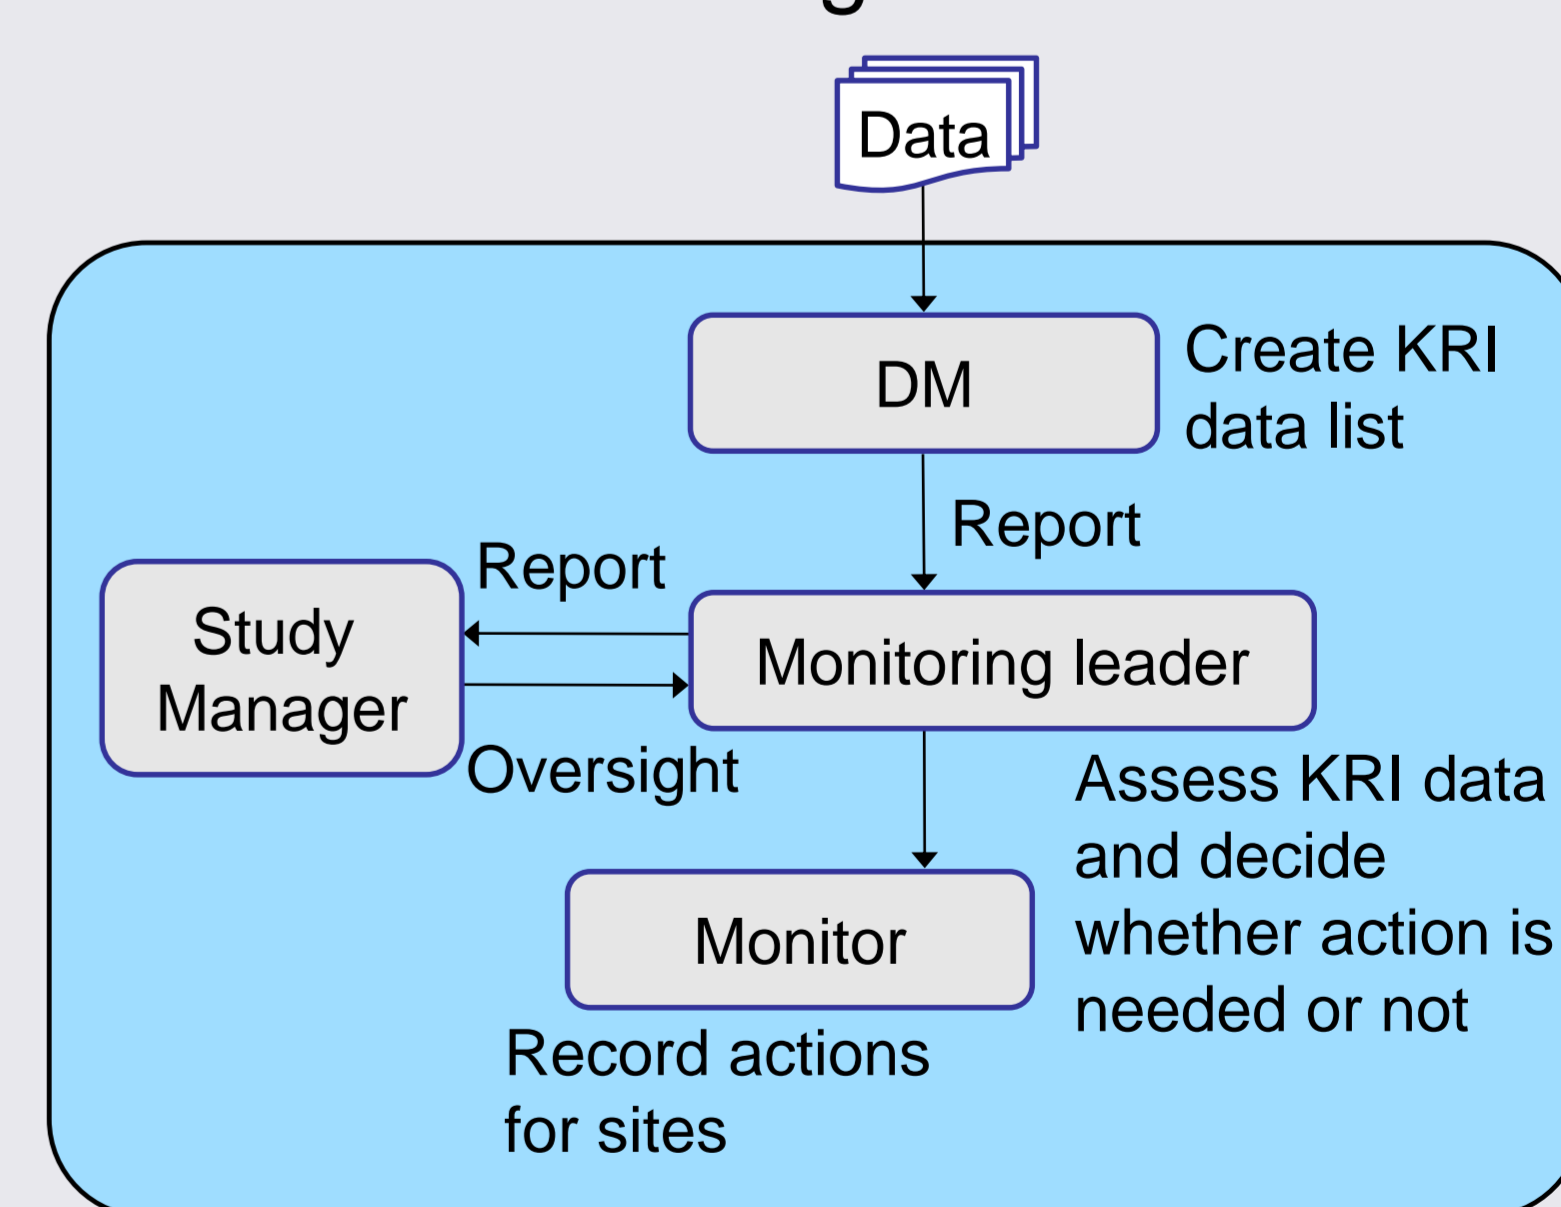 Data
DM
Create KRI
data list
Report
Report
Study
Manager
Monitoring leader
Oversight
Assess KRI data
and decide
whether action is
needed or not
Monitor
Record actions
for sites